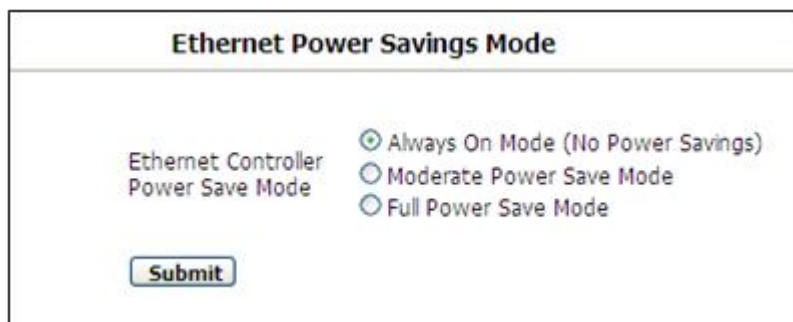 Ethernet Power Savings Mode
Ethernet Controller
Power Save Mode
Always On Mode (No Power Savings)
Moderate Power Save Mode
Full Power Save Mode
Submit